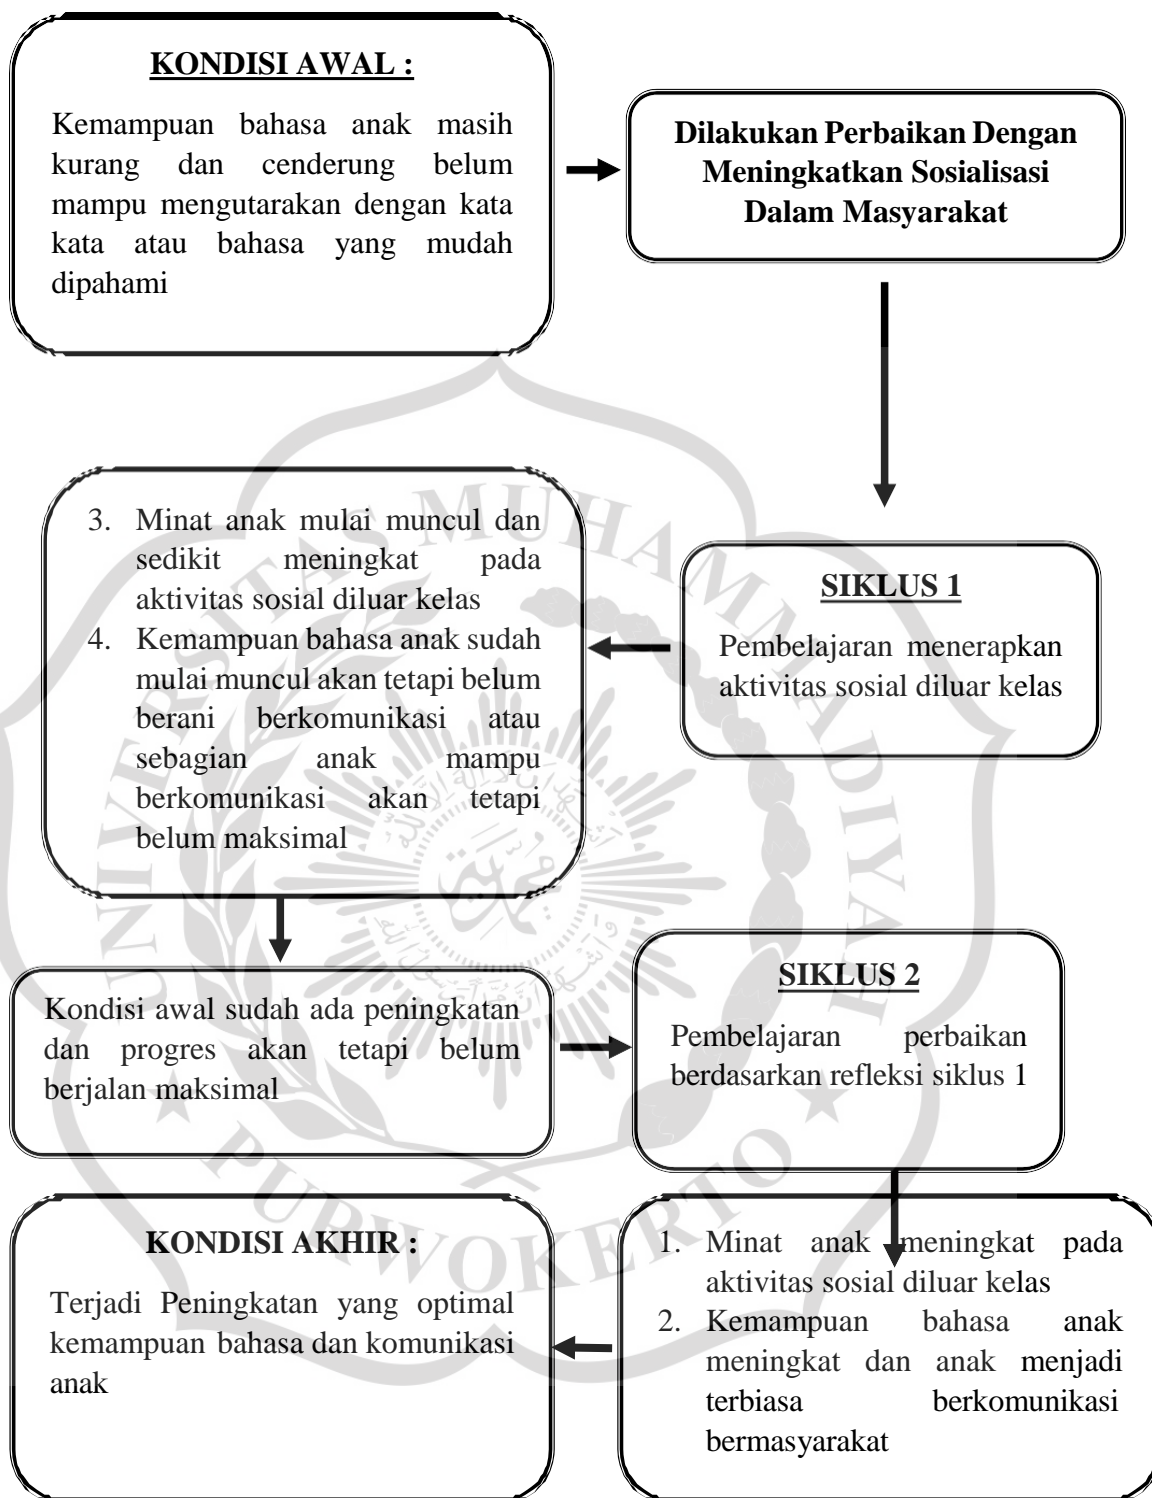 KONDISI AWAL :
Kemampuan bahasa anak masih
kurang dan cenderung belum
mampu mengutarakan dengan kata
kata atau bahasa yang mudah
dipahami
Dilakukan Perbaikan Dengan
Meningkatkan Sosialisasi
Dalam Masyarakat
SIKLUS 1
Pembelajaran menerapkan
aktivitas sosial diluar kelas
3. Minat anak mulai muncul dan
sedikit meningkat pada
aktivitas sosial diluar kelas
4. Kemampuan bahasa anak sudah
mulai muncul akan tetapi belum
berani berkomunikasi atau
sebagian anak mampu
berkomunikasi akan tetapi
belum maksimal
Kondisi awal sudah ada peningkatan
dan progres akan tetapi belum
berjalan maksimal
SIKLUS 2
Pembelajaran perbaikan
berdasarkan refleksi siklus 1
1. Minat anak meningkat pada
aktivitas sosial diluar kelas
2. Kemampuan bahasa anak
meningkat dan anak menjadi
terbiasa berkomunikasi
bermasyarakat
KONDISI AKHIR :
Terjadi Peningkatan yang optimal
kemampuan bahasa dan komunikasi
anak
UNIVERSITAS MUHAMMADIYAH
PURWOKERTO